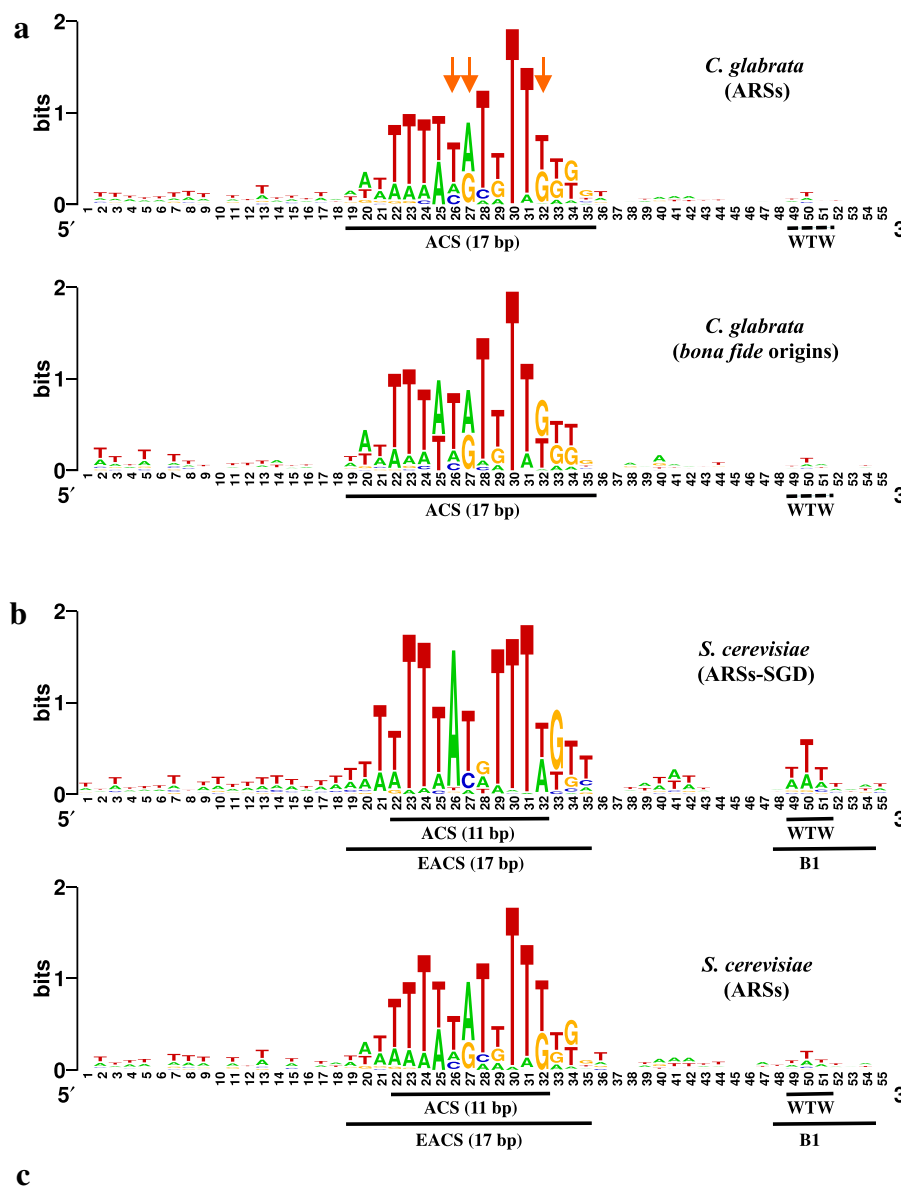 a
2
1
0
bits
C. glabrata
(ARSs)
1 2 3 4 5 6 7 8 9 10 11 12 13 14 15 16 17 18 19 20 21 22 23 24 25 26 27 28 29 30 31 32 33 34 35 36 37 38 39 40 41 42 43 44 45 46 47 48 49 50 51 52 53 54 55
5′ 3
ACS (17 bp) WTW
2
1
0
bits
C. glabrata
(bona fide origins)
1 2 3 4 5 6 7 8 9 10 11 12 13 14 15 16 17 18 19 20 21 22 23 24 25 26 27 28 29 30 31 32 33 34 35 36 37 38 39 40 41 42 43 44 45 46 47 48 49 50 51 52 53 54 55
5′ 3
ACS (17 bp) WTW
b
2
1
0
bits
S. cerevisiae
(ARSs-SGD)
1 2 3 4 5 6 7 8 9 10 11 12 13 14 15 16 17 18 19 20 21 22 23 24 25 26 27 28 29 30 31 32 33 34 35 36 37 38 39 40 41 42 43 44 45 46 47 48 49 50 51 52 53 54 55
5′ 3
ACS (11 bp) WTW
EACS (17 bp) B1
2
1
0
bits
S. cerevisiae
(ARSs)
1 2 3 4 5 6 7 8 9 10 11 12 13 14 15 16 17 18 19 20 21 22 23 24 25 26 27 28 29 30 31 32 33 34 35 36 37 38 39 40 41 42 43 44 45 46 47 48 49 50 51 52 53 54 55
5′ 3
ACS (11 bp) WTW
EACS (17 bp) B1
c